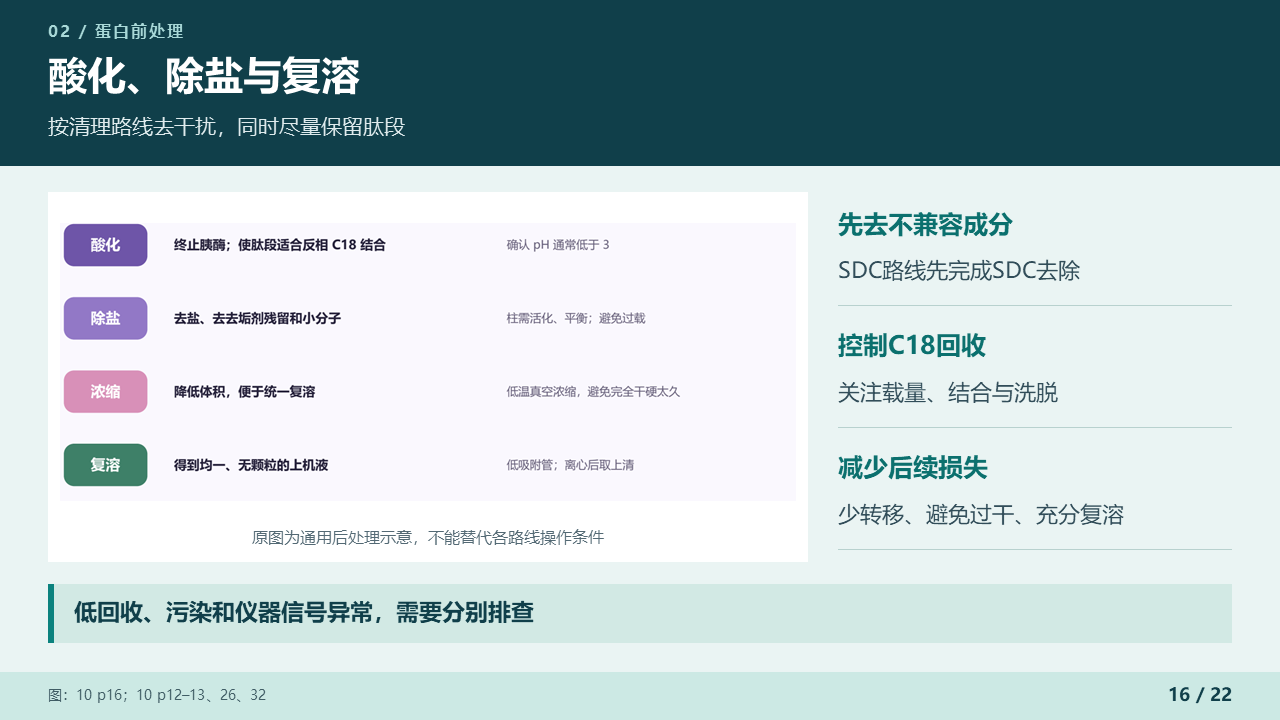 02 / 蛋白前处理
酸化、除盐与复溶
按清理路线去干扰，同时尽量保留肽段
酸化
终止胰酶；使肽段适合反相 C18 结合
确认 pH 通常低于 3
除盐
去盐、去去垢剂残留和小分子
柱需活化、平衡；避免过载
浓缩
降低体积，便于统一复溶
低温真空浓缩，避免完全干硬太久
复溶
得到均一、无颗粒的上机液
低吸附管；离心后取上清
原图为通用后处理示意，不能替代各路线操作条件
先去不兼容成分
SDC路线先完成SDC去除
控制C18回收
关注载量、结合与洗脱
减少后续损失
少转移、避免过干、充分复溶
低回收、污染和仪器信号异常，需要分别排查
图：10 p16；10 p12–13、26、32
16 / 22